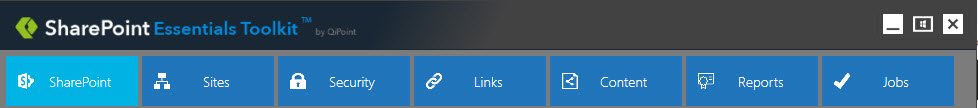 SharePoint Essentials Toolkit™ by QiPoint
SharePoint Sites Security Links Content Reports Jobs